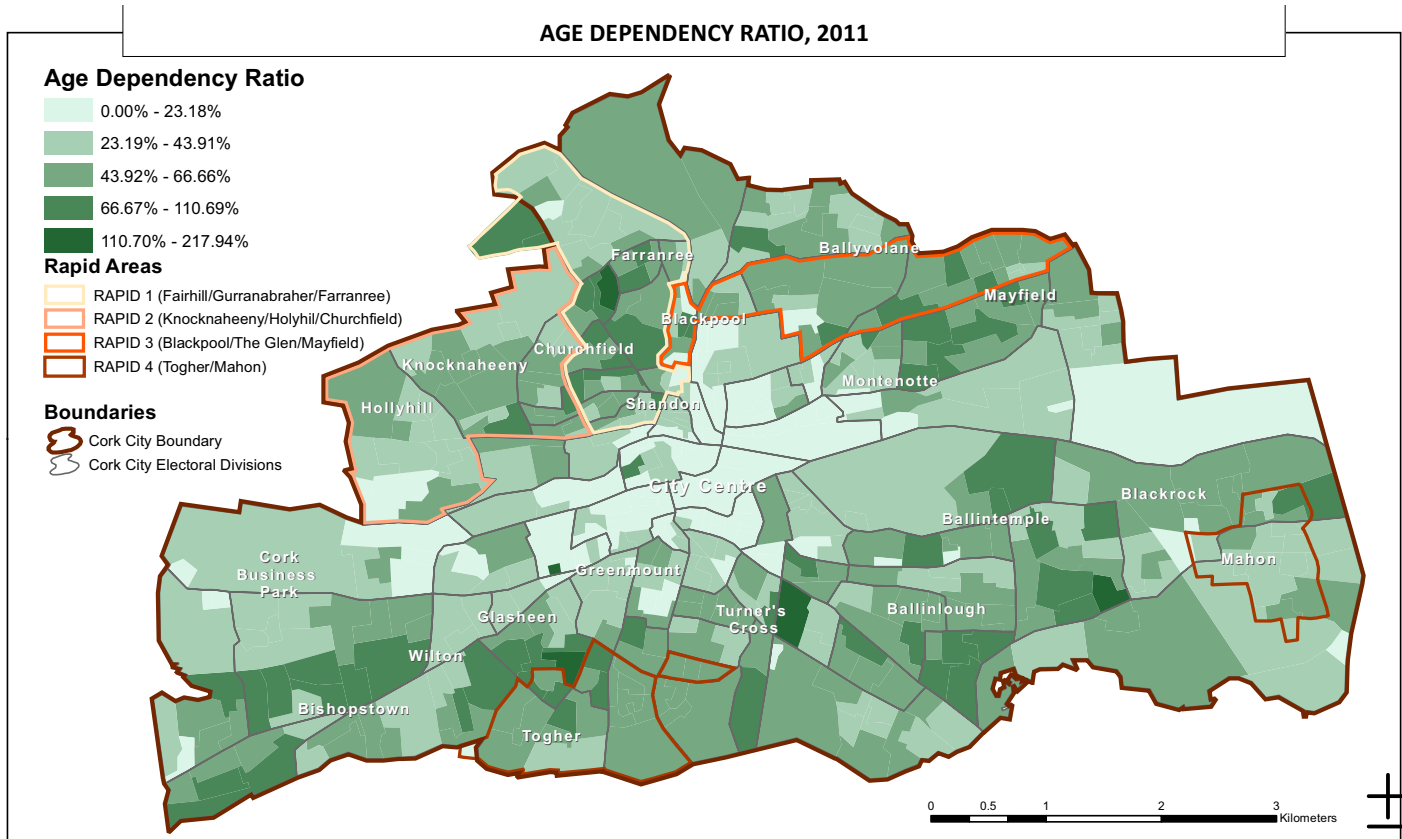 AGE DEPENDENCY RATIO, 2011
Age Dependency Ratio
0.00% - 23.18%
23.19% - 43.91%
43.92% - 66.66%
66.67% - 110.69%
110.70% - 217.94%
Rapid Areas
RAPID 1 (Fairhill/Gurranabraher/Farranree)
RAPID 2 (Knocknaheeny/Holyhil/Churchfield)
RAPID 3 (Blackpool/The Glen/Mayfield)
RAPID 4 (Togher/Mahon)
Boundaries
Cork City Boundary
Cork City Electoral Divisions
Farranree
Ballyvolane
Mayfield
Blackpool
Churchfield
Knocknaheeny
Montenotte
Hollyhill
Shandon
City Centre
Blackrock
Ballintemple
Cork
Business
Park
Mahon
Greenmount
Glasheen
Turner's
Cross
Ballinlough
Wilton
Bishopstown
Togher
0 0.5 1 2 3
Kilometers